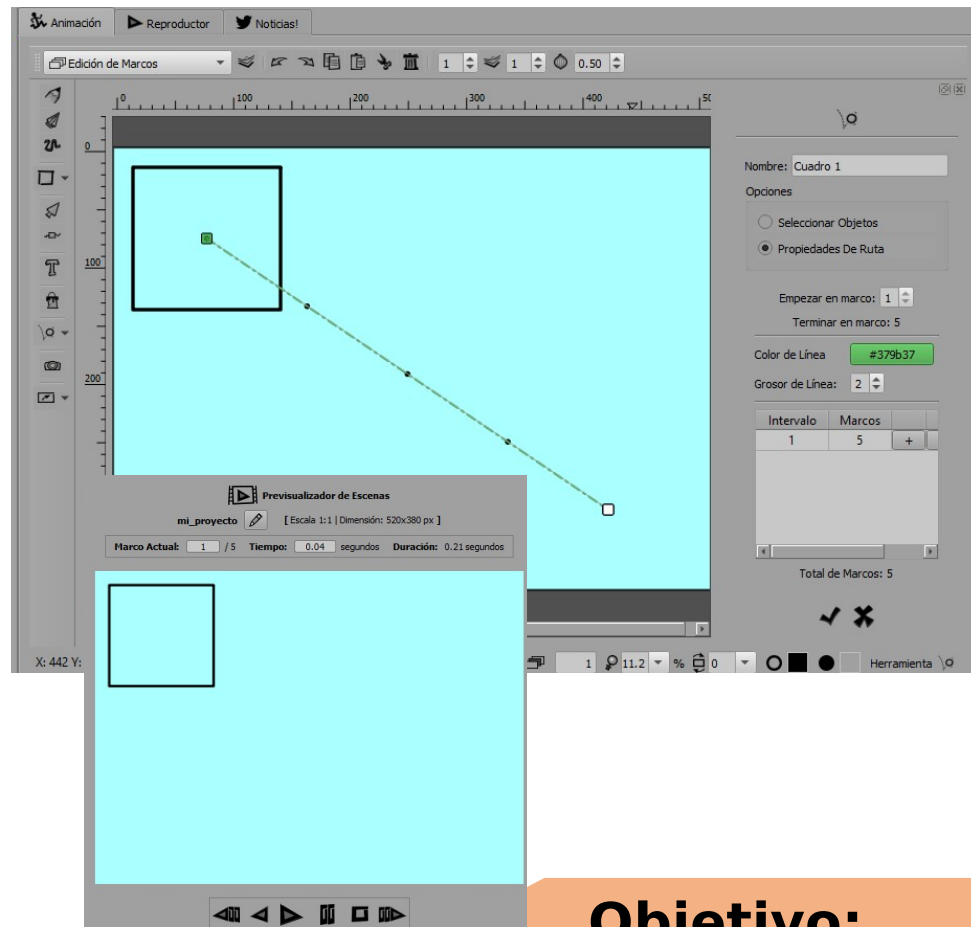 Animación Reproductor Noticias!
Edición de Marcos 1 1 0.50
0 100 200 300 400
0
100
200
Nombre: Cuadro 1
Opciones
Seleccionar Objetos
Propiedades De Ruta
Empezar en marco: 1
Terminar en marco: 5
Color de Línea #379b37
Grosor de Línea: 2
Intervalo Marcos
1 5 +
Total de Marcos: 5
Previsualizador de Escenas
mi_proyecto [ Escala 1:1 | Dimensión: 520x380 px ]
Marco Actual: 1 / 5 Tiempo: 0.04 segundos Duración: 0.21 segundos
X: 442 Y: 1 11.2 % 0 Herramienta
Objetivo: